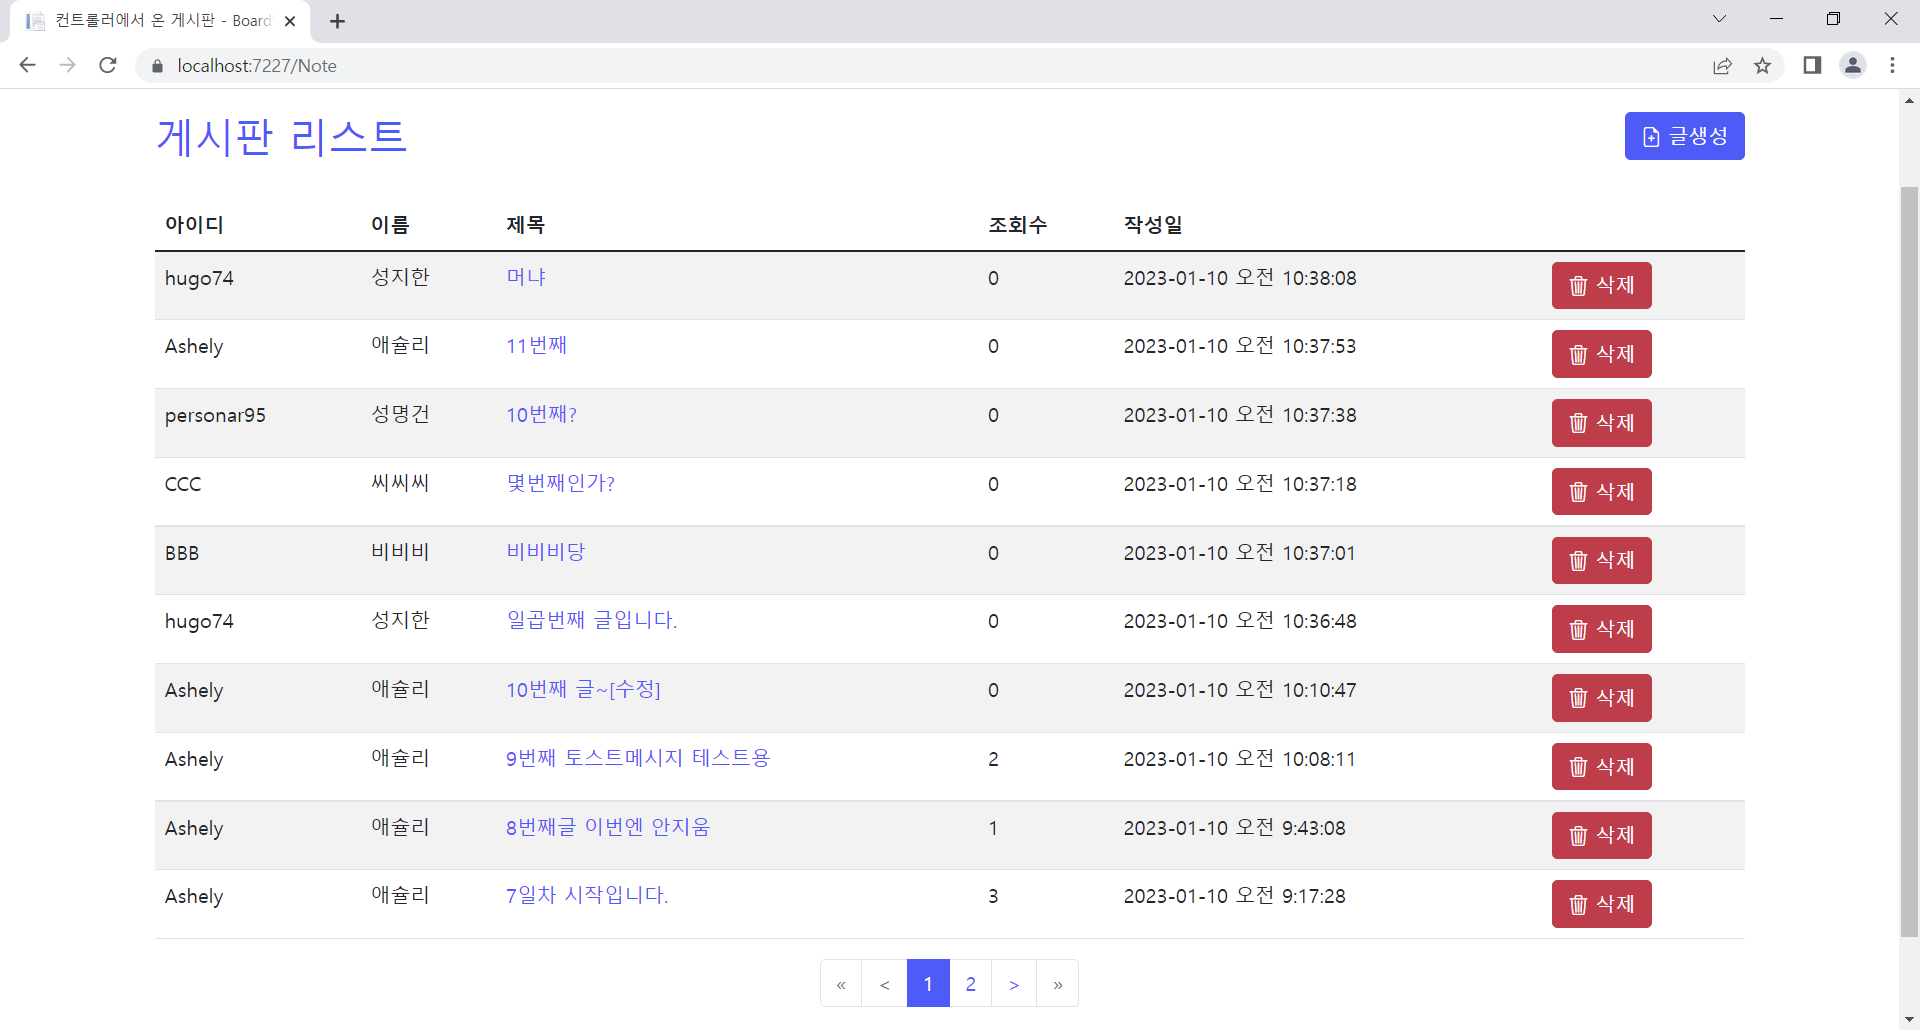 컨트롤러에서 온 게시판 - Board
localhost:7227/Note
게시판 리스트
글생성
아이디 이름 제목 조회수 작성일
hugo74 성지한 머냐 0 2023-01-10 오전 10:38:08 삭제
Ashely 애슐리 11번째 0 2023-01-10 오전 10:37:53 삭제
personar95 성명건 10번째? 0 2023-01-10 오전 10:37:38 삭제
CCC 씨씨씨 몇번째인가? 0 2023-01-10 오전 10:37:18 삭제
BBB 비비비 비비비당 0 2023-01-10 오전 10:37:01 삭제
hugo74 성지한 일곱번째 글입니다. 0 2023-01-10 오전 10:36:48 삭제
Ashely 애슐리 10번째 글~[수정] 0 2023-01-10 오전 10:10:47 삭제
Ashely 애슐리 9번째 토스트메시지 테스트용 2 2023-01-10 오전 10:08:11 삭제
Ashely 애슐리 8번째글 이번엔 안지움 1 2023-01-10 오전 9:43:08 삭제
Ashely 애슐리 7일차 시작입니다. 3 2023-01-10 오전 9:17:28 삭제
« < 1 2 > »